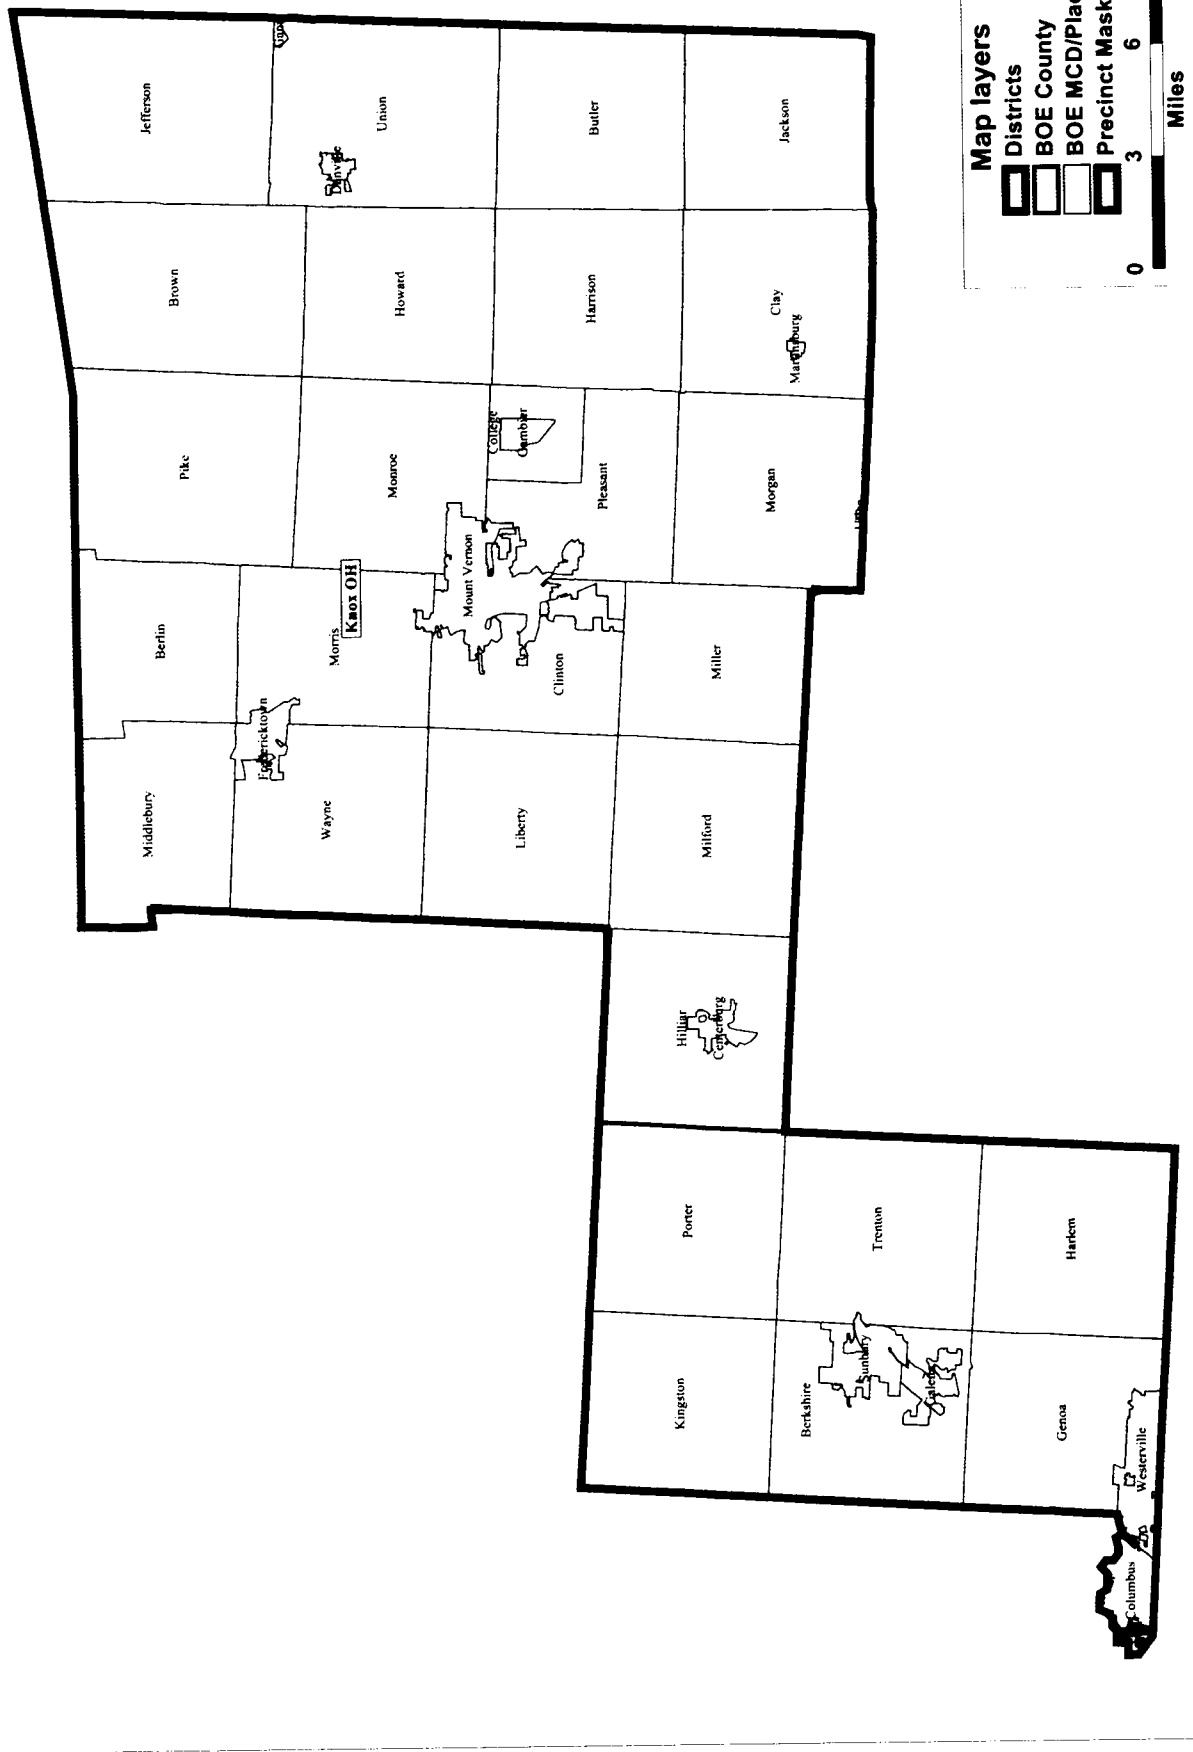 Jefferson
Brown
Pike
Berlin
Middlebury
Union
Danville
Howard
Monroe
Knox OH
Morris
Fredericktown
Wayne
Butler
Harrison
College
Gambier
Pleasant
Mount Vernon
Clinton
Liberty
Jackson
Clay
Martinsburg
Morgan
Miller
Milford
Hilliar
Centerburg
Porter
Kingston
Trenton
Berkshire
Sunbury
Galena
Harlem
Genoa
Westerville
Columbus
Map layers
Districts
BOE County
BOE MCD/Plac
Precinct Mask
0 3 6
Miles